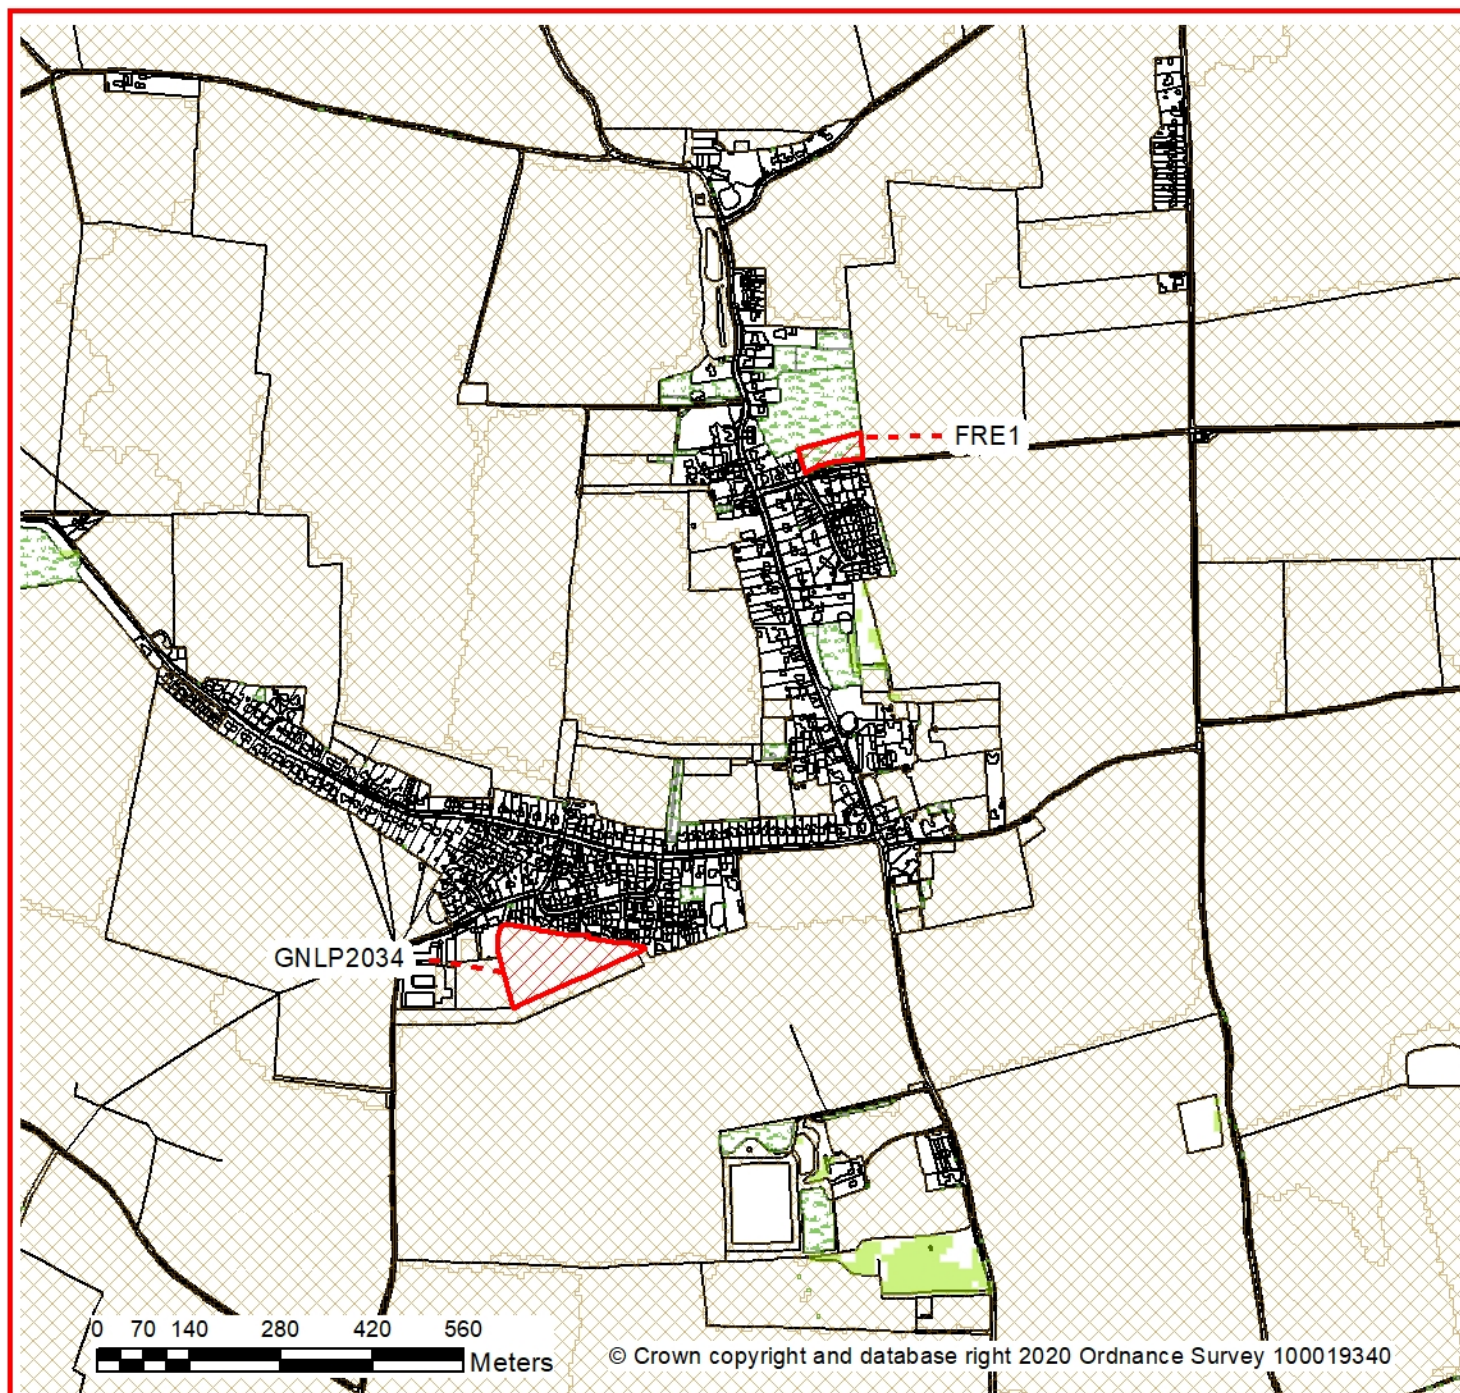 FRE1
GNLP2034
0 70 140 280 420 560
Meters
© Crown copyright and database right 2020 Ordnance Survey 100019340